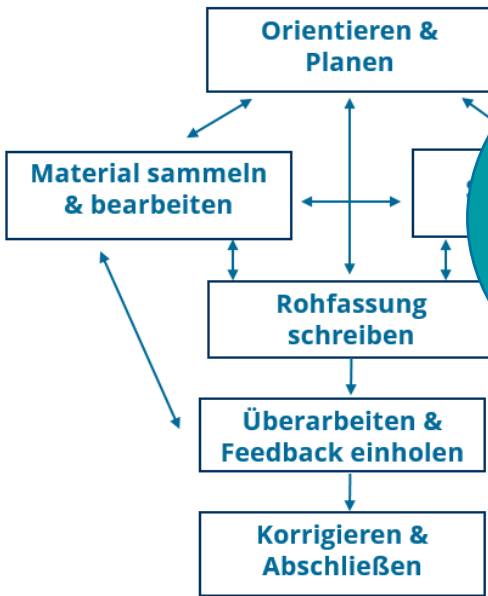 Orientieren &
Planen
Material sammeln
& bearbeiten
Rohfassung
schreiben
Überarbeiten &
Feedback einholen
Korrigieren &
Abschließen